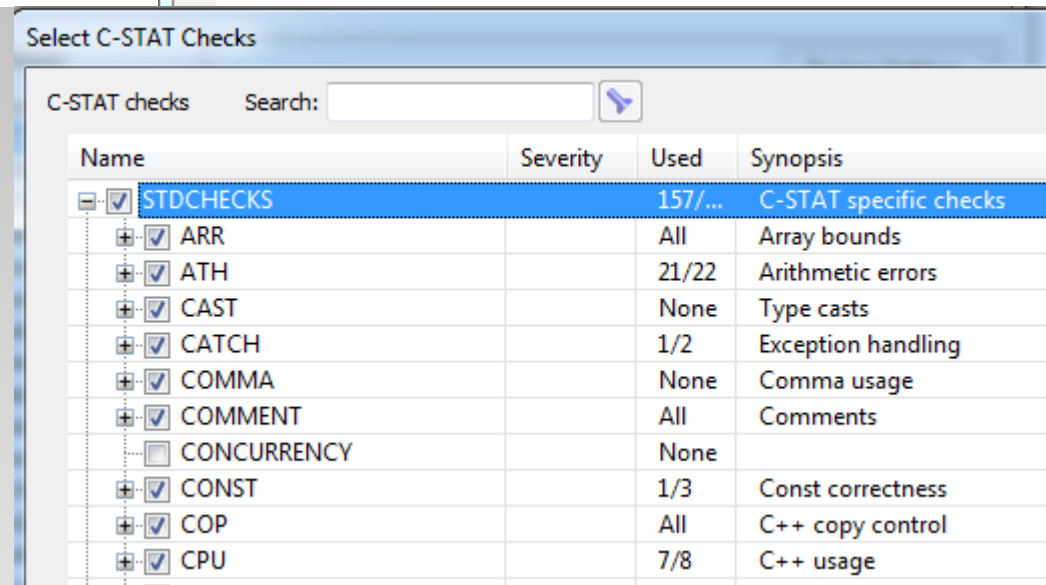 Select C-STAT Checks
C-STAT checks Search:
Name Severity Used Synopsis
STDCHECKS 157/... C-STAT specific checks
ARR All Array bounds
ATH 21/22 Arithmetic errors
CAST None Type casts
CATCH 1/2 Exception handling
COMMA None Comma usage
COMMENT All Comments
CONCURRENCY None
CONST 1/3 Const correctness
COP All C++ copy control
CPU 7/8 C++ usage